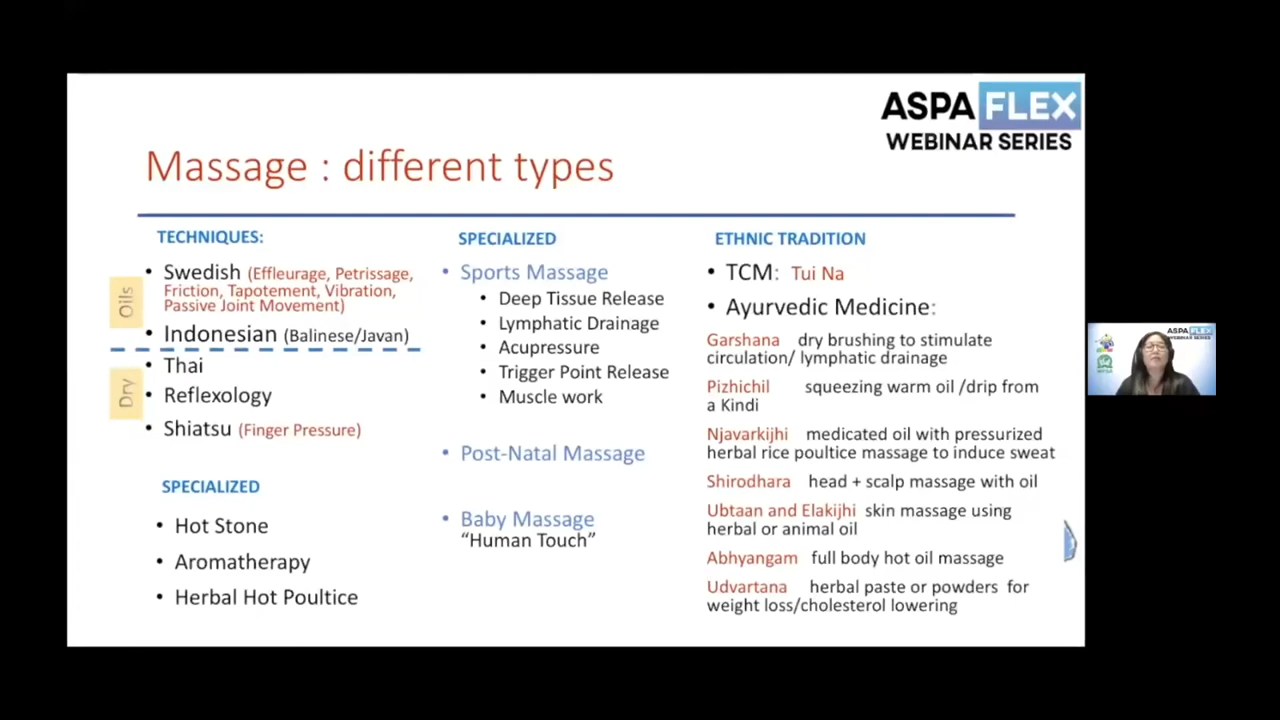 ASPA FLEX
WEBINAR SERIES
Massage : different types
TECHNIQUES:
Oils
• Swedish (Effleurage, Petrissage,
Friction, Tapotement, Vibration,
Passive Joint Movement)
• Indonesian (Balinese/Javan)
Dry
• Thai
• Reflexology
• Shiatsu (Finger Pressure)
SPECIALIZED
• Hot Stone
• Aromatherapy
• Herbal Hot Poultice
SPECIALIZED
• Sports Massage
• Deep Tissue Release
• Lymphatic Drainage
• Acupressure
• Trigger Point Release
• Muscle work
• Post-Natal Massage
• Baby Massage
“Human Touch”
ETHNIC TRADITION
• TCM: Tui Na
• Ayurvedic Medicine:
Garshana dry brushing to stimulate
circulation/ lymphatic drainage
Pizhichil squeezing warm oil /drip from
a Kindi
Njavarkijhi medicated oil with pressurized
herbal rice poultice massage to induce sweat
Shirodhara head + scalp massage with oil
Ubtaan and Elakijhi skin massage using
herbal or animal oil
Abhyangam full body hot oil massage
Udvartana herbal paste or powders for
weight loss/cholesterol lowering
ASPA FLEX
WEBINAR SERIES